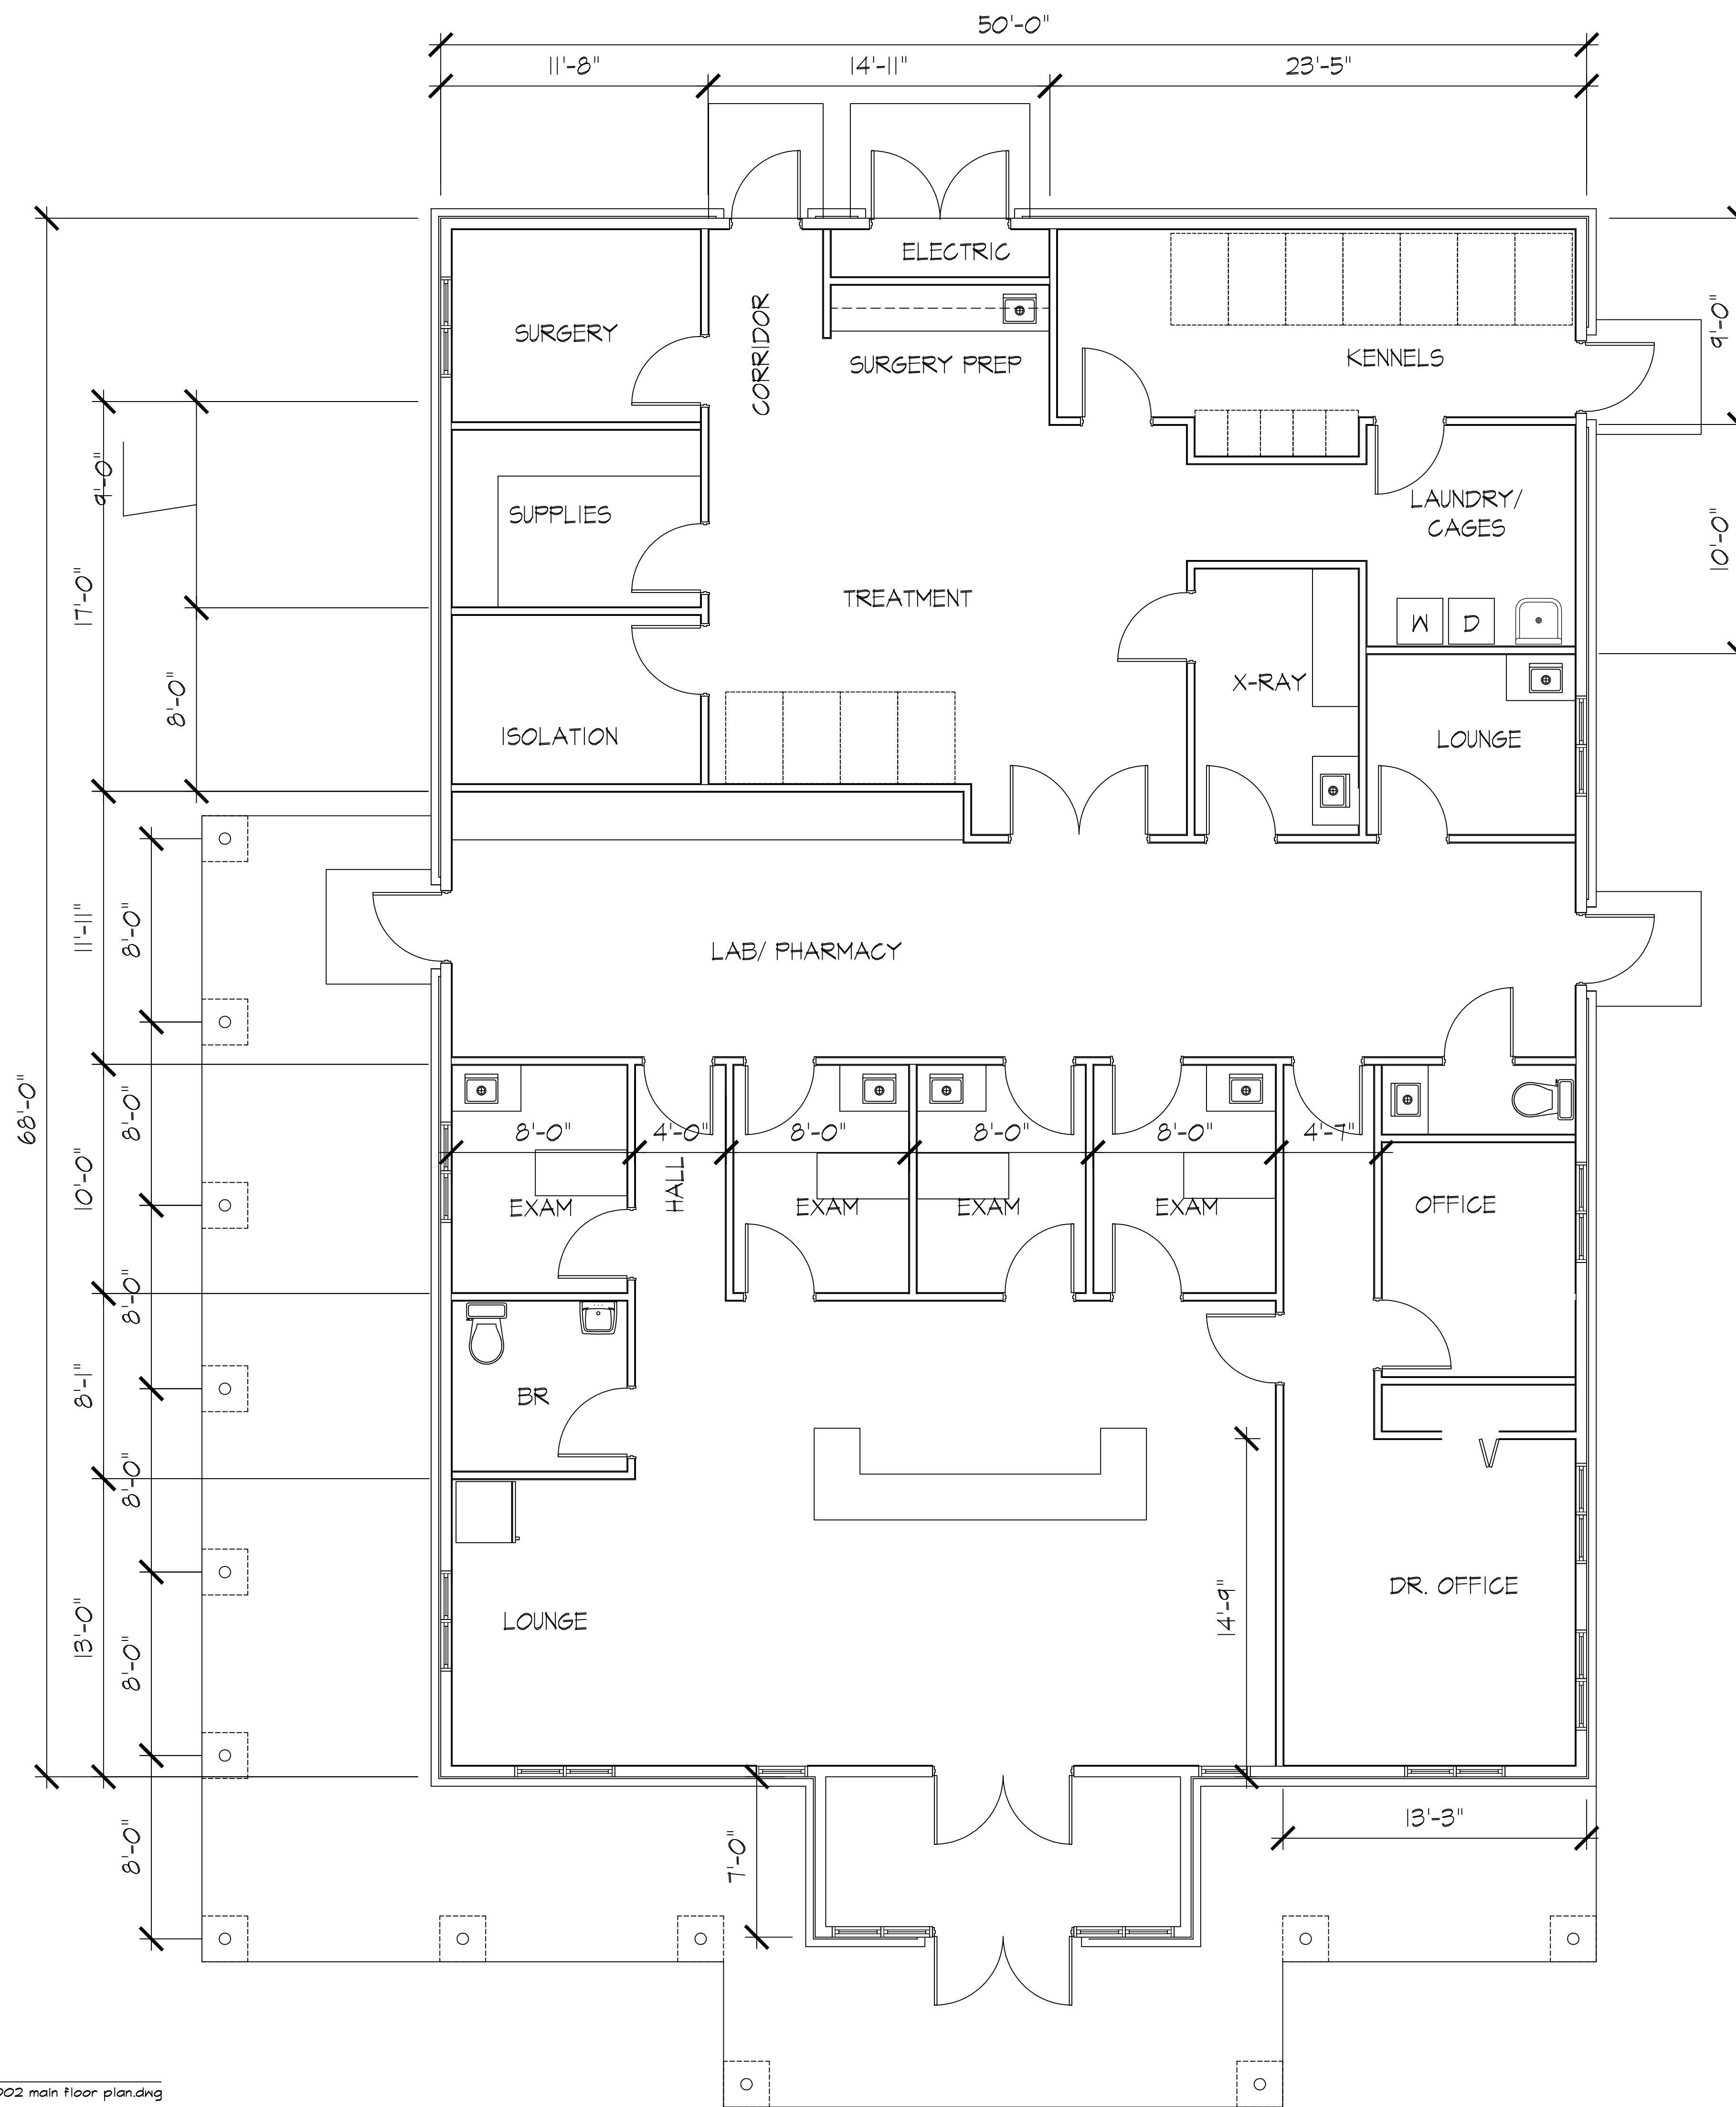 50'-0"
11'-8"
14'-11"
23'-5"
ELECTRIC
CORRIDOR
SURGERY
SURGERY PREP
KENNELS
9'-0"
9'-0"
SUPPLIES
LAUNDRY/
CAGES
10'-0"
17'-0"
TREATMENT
W
D
8'-0"
X-RAY
ISOLATION
LOUNGE
11'-11"
8'-0"
LAB/ PHARMACY
68'-0"
8'-0"
10'-0"
8'-0"
4'-0"
8'-0"
8'-0"
8'-0"
4'-7"
HALL
EXAM
EXAM
EXAM
EXAM
OFFICE
8'-0"
8'-1"
BR
8'-0"
14'-9"
DR. OFFICE
13'-0"
8'-0"
LOUNGE
8'-0"
7'-0"
13'-3"
002 main floor plan.dwg